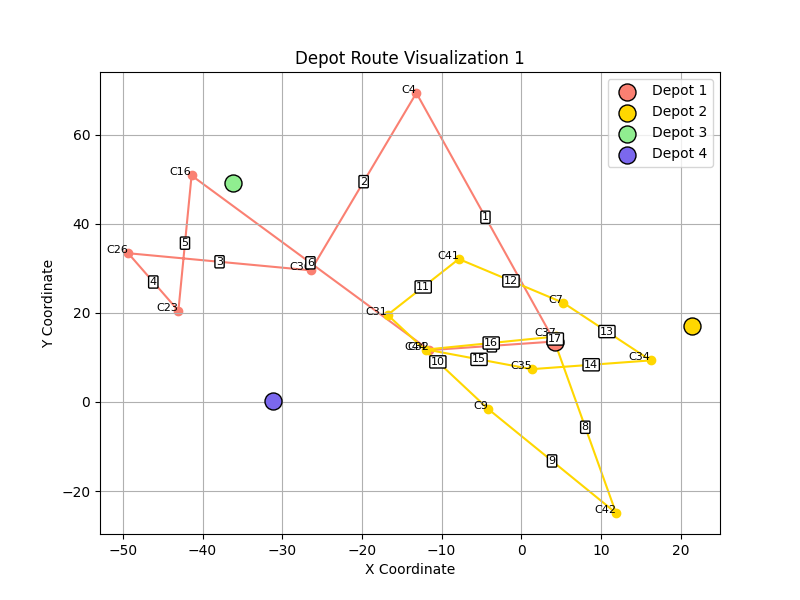 Depot Route Visualization 1
Depot 1
Depot 2
Depot 3
Depot 4
Y Coordinate
60
40
20
0
−20
C4
C16
2
1
5
C26
3
6
C41
4
11
12
C23
C31
C7
13
C37
17
16
10
15
C35
14
C34
C9
8
9
C42
−50
−40
−30
−20
−10
0
10
20
X Coordinate